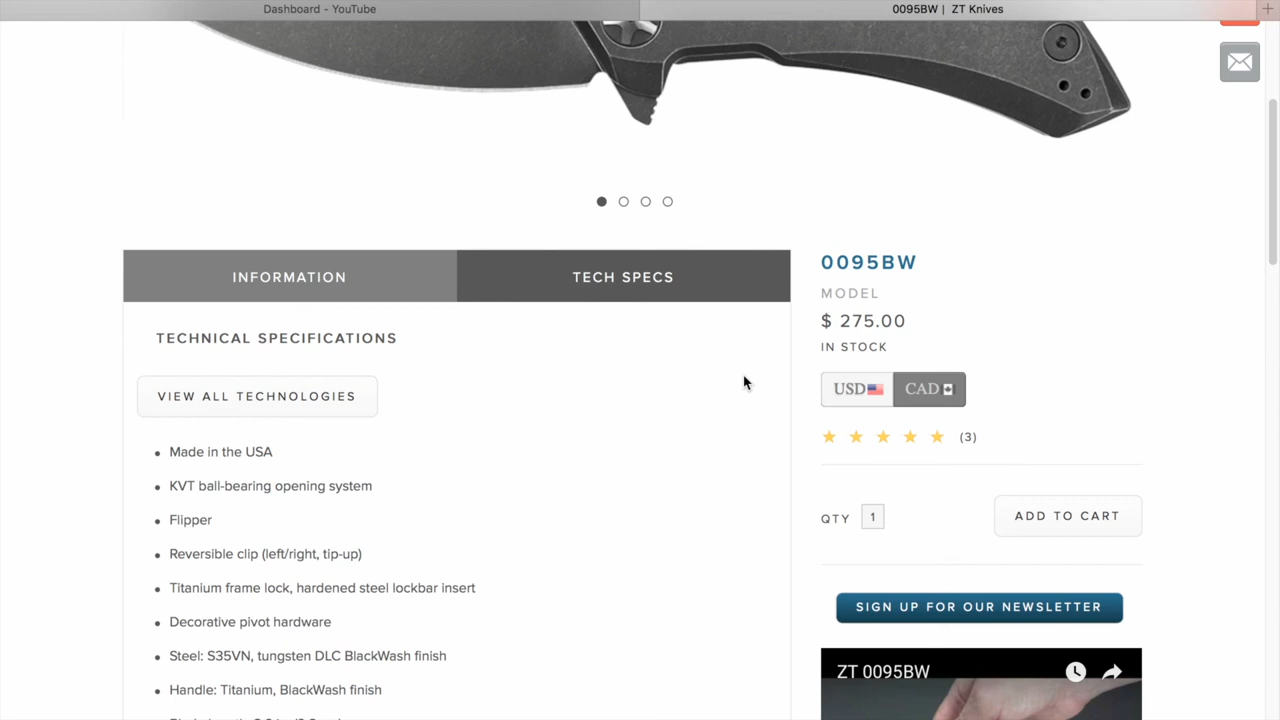 Dashboard - YouTube
0095BW | ZT Knives
INFORMATION
TECH SPECS
TECHNICAL SPECIFICATIONS
VIEW ALL TECHNOLOGIES
Made in the USA
KVT ball-bearing opening system
Flipper
Reversible clip (left/right, tip-up)
Titanium frame lock, hardened steel lockbar insert
Decorative pivot hardware
Steel: S35VN, tungsten DLC BlackWash finish
Handle: Titanium, BlackWash finish
0095BW
MODEL
$ 275.00
IN STOCK
USD
CAD
(3)
QTY 1
ADD TO CART
SIGN UP FOR OUR NEWSLETTER
ZT 0095BW